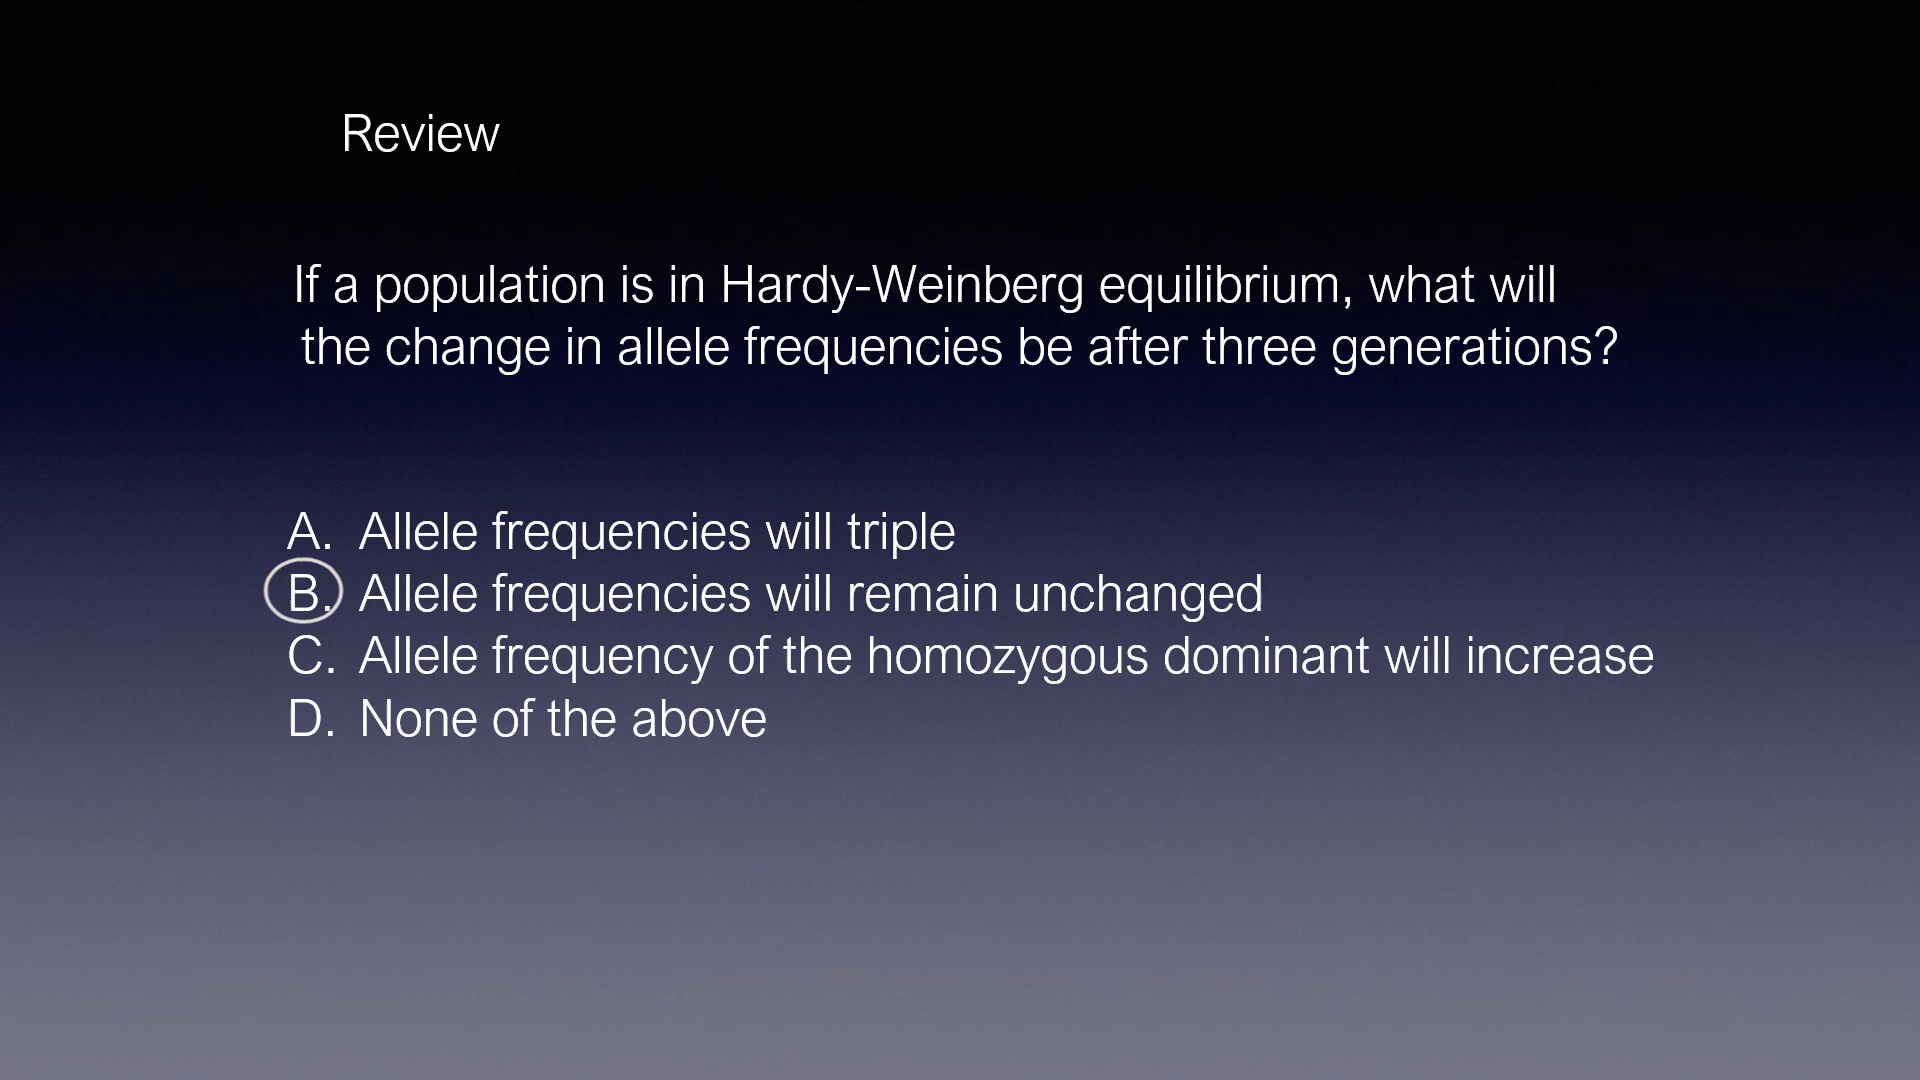 Review
If a population is in Hardy-Weinberg equilibrium, what will
the change in allele frequencies be after three generations?
A. Allele frequencies will triple
B. Allele frequencies will remain unchanged
C. Allele frequency of the homozygous dominant will increase
D. None of the above